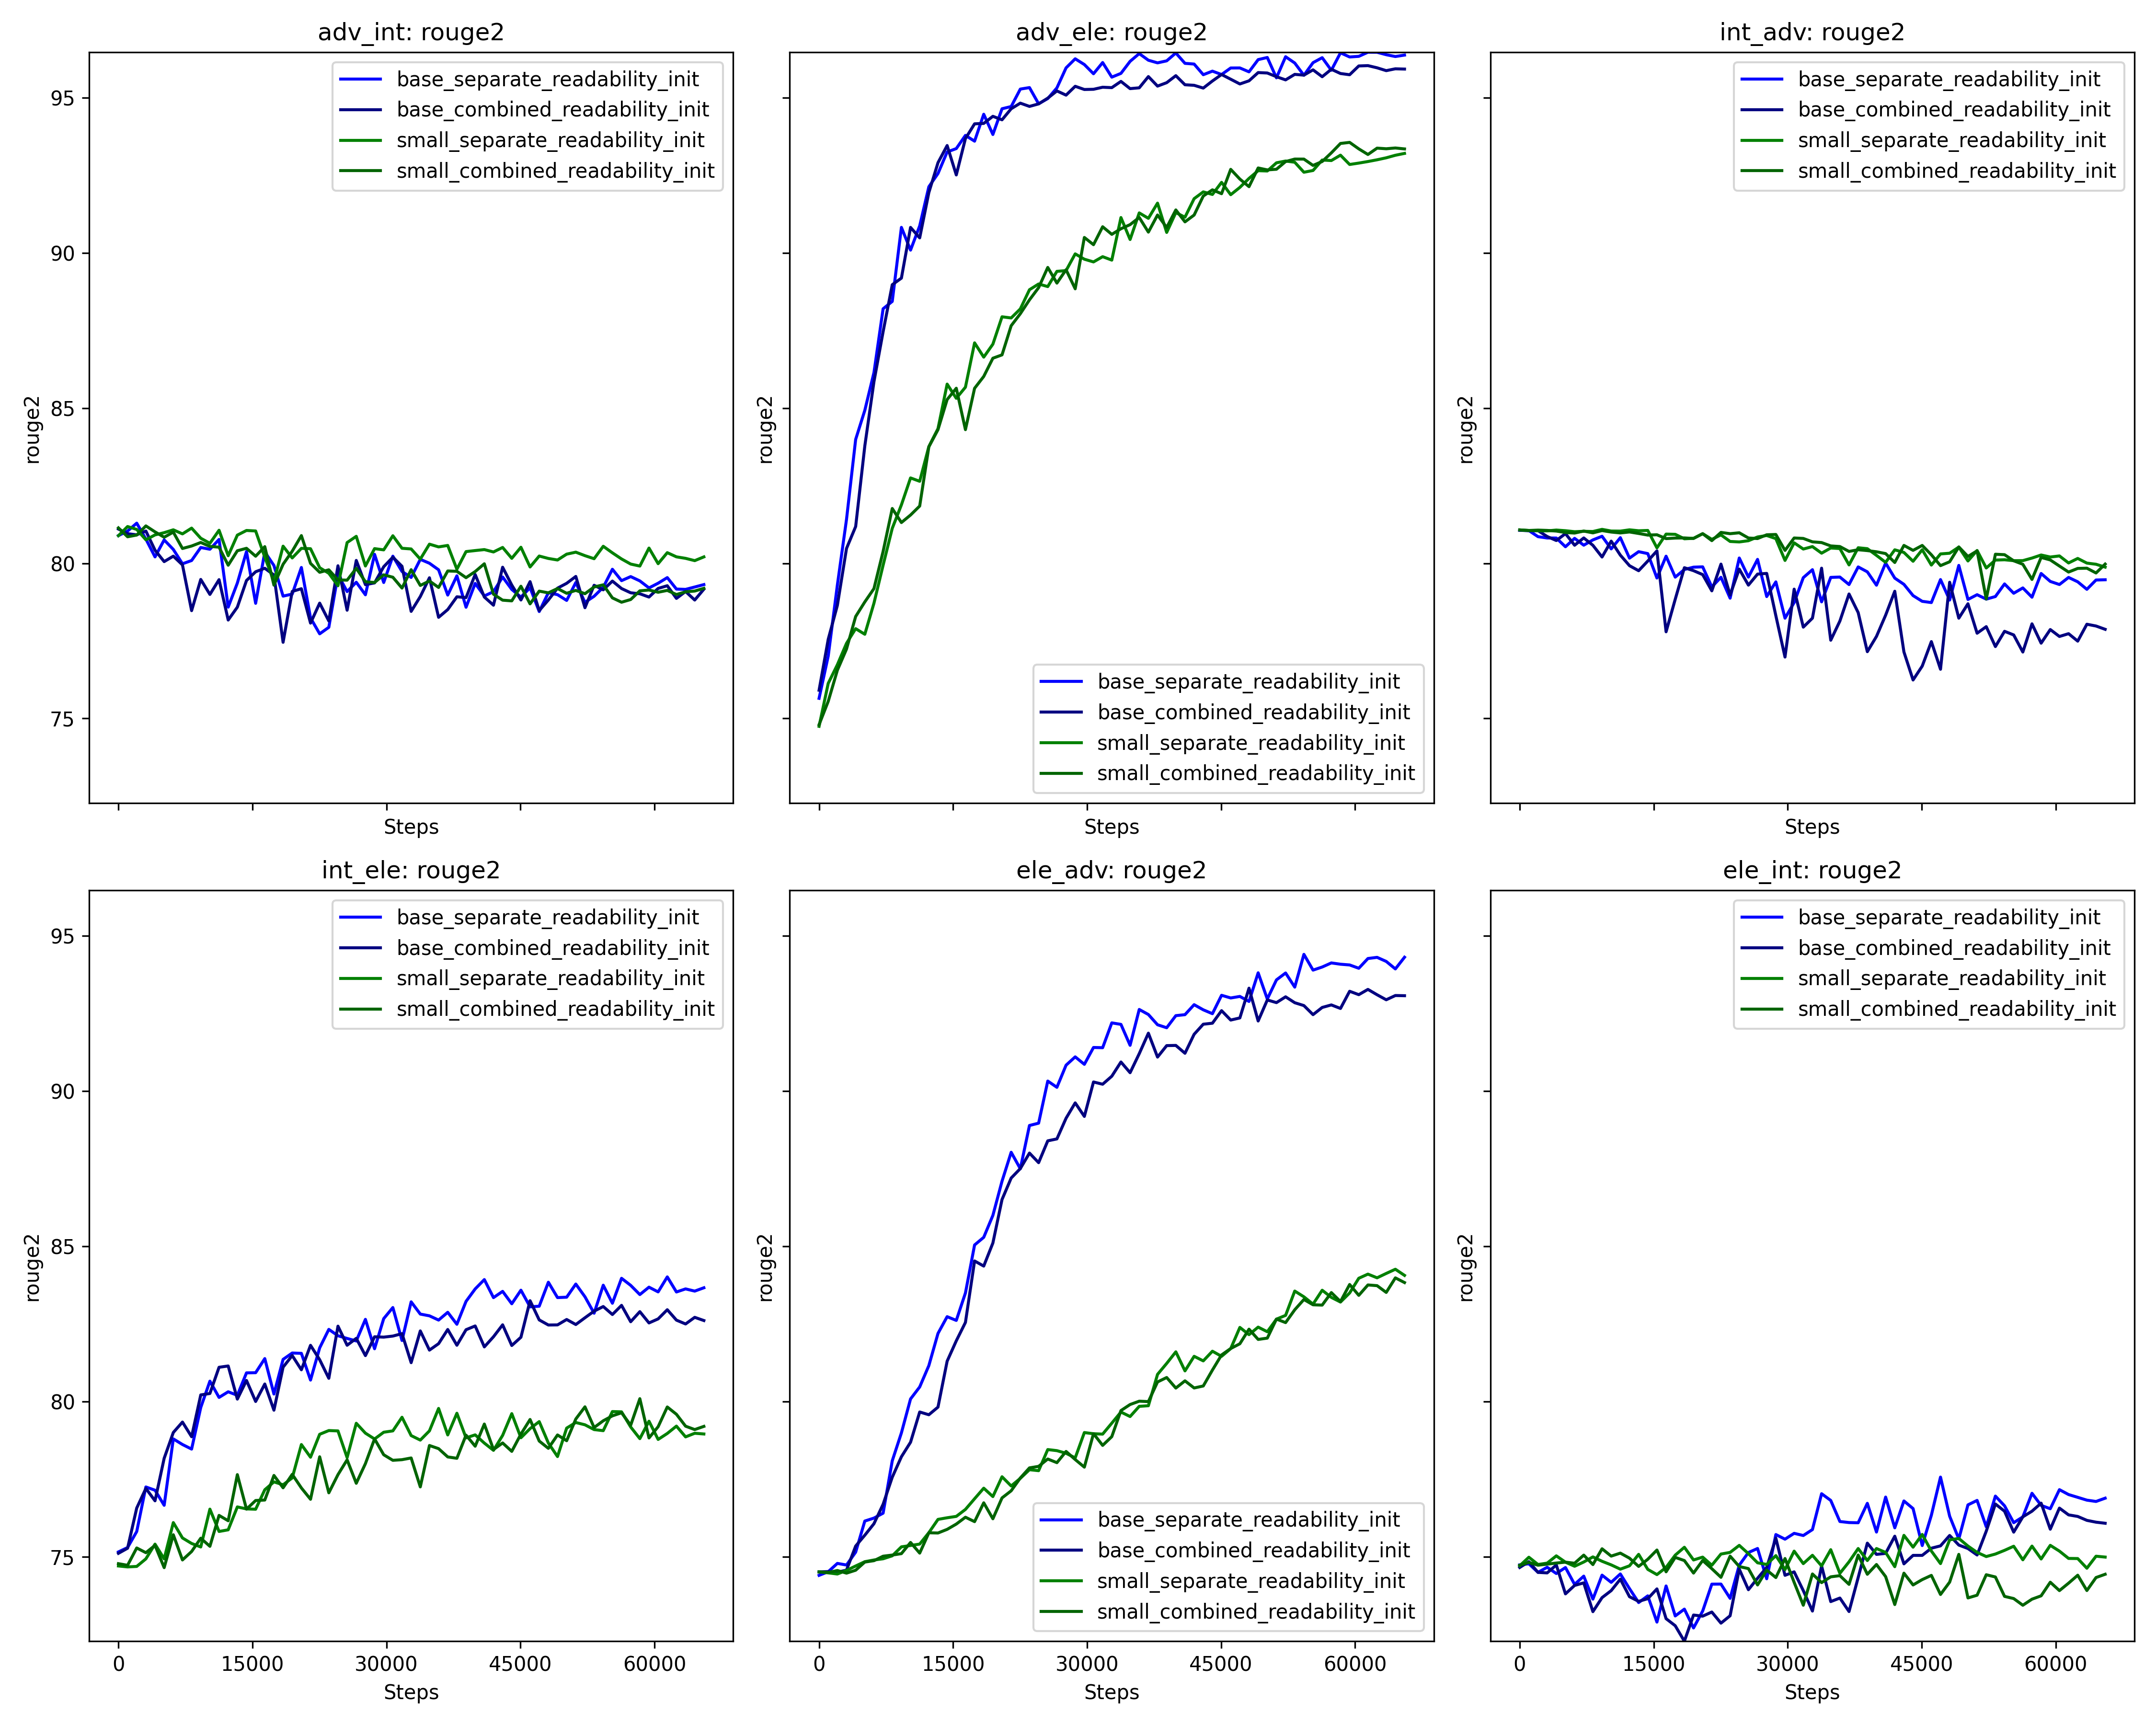 adv_int: rouge2
base_separate_readability_init
base_combined_readability_init
small_separate_readability_init
small_combined_readability_init
95
90
85
80
75
rouge2
Steps
adv_ele: rouge2
rouge2
base_separate_readability_init
base_combined_readability_init
small_separate_readability_init
small_combined_readability_init
Steps
int_adv: rouge2
base_separate_readability_init
base_combined_readability_init
small_separate_readability_init
small_combined_readability_init
rouge2
Steps
int_ele: rouge2
base_separate_readability_init
base_combined_readability_init
small_separate_readability_init
small_combined_readability_init
95
90
85
80
75
rouge2
0 15000 30000 45000 60000
Steps
ele_adv: rouge2
rouge2
base_separate_readability_init
base_combined_readability_init
small_separate_readability_init
small_combined_readability_init
0 15000 30000 45000 60000
Steps
ele_int: rouge2
base_separate_readability_init
base_combined_readability_init
small_separate_readability_init
small_combined_readability_init
rouge2
0 15000 30000 45000 60000
Steps